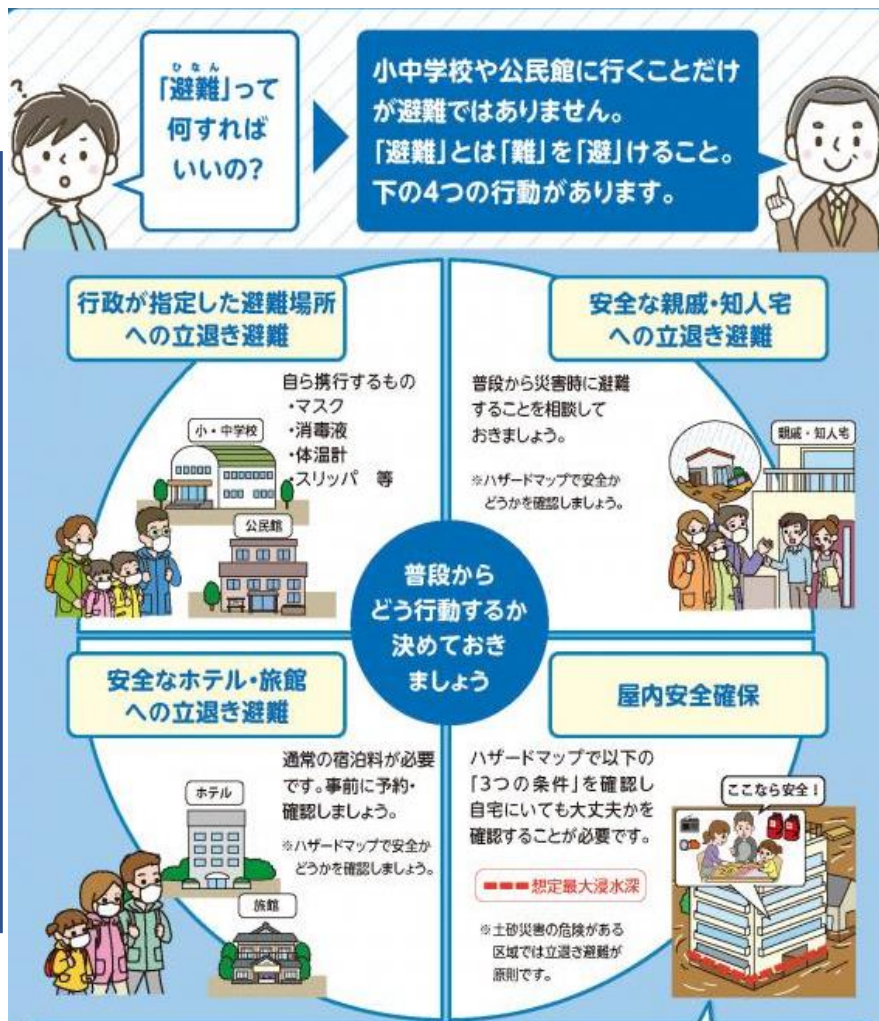 ひなん
「避難」って
何すれば
いいの?
小中学校や公民館に行くことだけ
が避難ではありません。
「避難」とは「難」を「避」けること。
下の4つの行動があります。
行政が指定した避難場所
への立退き避難
自ら携行するもの
・マスク
・消毒液
・体温計
・スリッパ 等
小・中学校
公民館
安全な親戚・知人宅
への立退き避難
普段から災害時に避難
することを相談して
おきましょう。
※ハザードマップで安全か
どうかを確認しましょう。
親戚・知人宅
普段から
どう行動するか
決めておき
ましょう
安全なホテル・旅館
への立退き避難
通常の宿泊料が必要
です。事前に予約・
確認しましょう。
※ハザードマップで安全か
どうかを確認しましょう。
ホテル
旅館
屋内安全確保
ハザードマップで以下の
「3つの条件」を確認し
自宅にいても大丈夫かを
確認することが必要です。
想定最大浸水深
※土砂災害の危険がある
区域では立退き避難が
原則です。
ここなら安全!